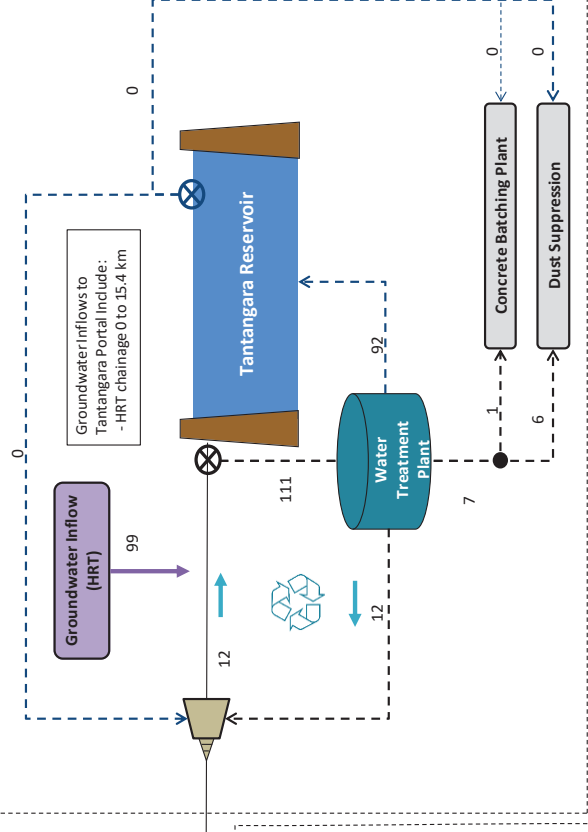 0
0
0
0
Groundwater Inflows to
Tantangara Portal Include:
- HRT chainage 0 to 15.4 km
Groundwater Inflow
(HRT)
99
Tantangara Reservoir
Concrete Batching Plant
Dust Suppression
92
111
12
12
Water
Treatment
Plant
7
1
6